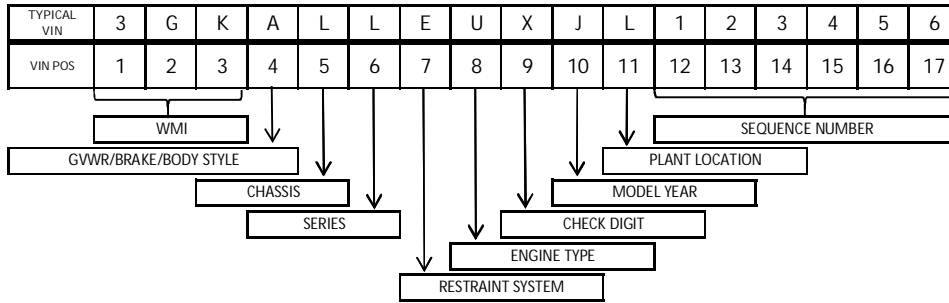 TYPICAL VIN 3 G K A L L E U X J L 1 2 3 4 5 6
VIN POS 1 2 3 4 5 6 7 8 9 10 11 12 13 14 15 16 17
WMI SEQUENCE NUMBER
GVWR/BRAKE/BODY STYLE PLANT LOCATION
CHASSIS MODEL YEAR
SERIES CHECK DIGIT
ENGINE TYPE
RESTRAINT SYSTEM